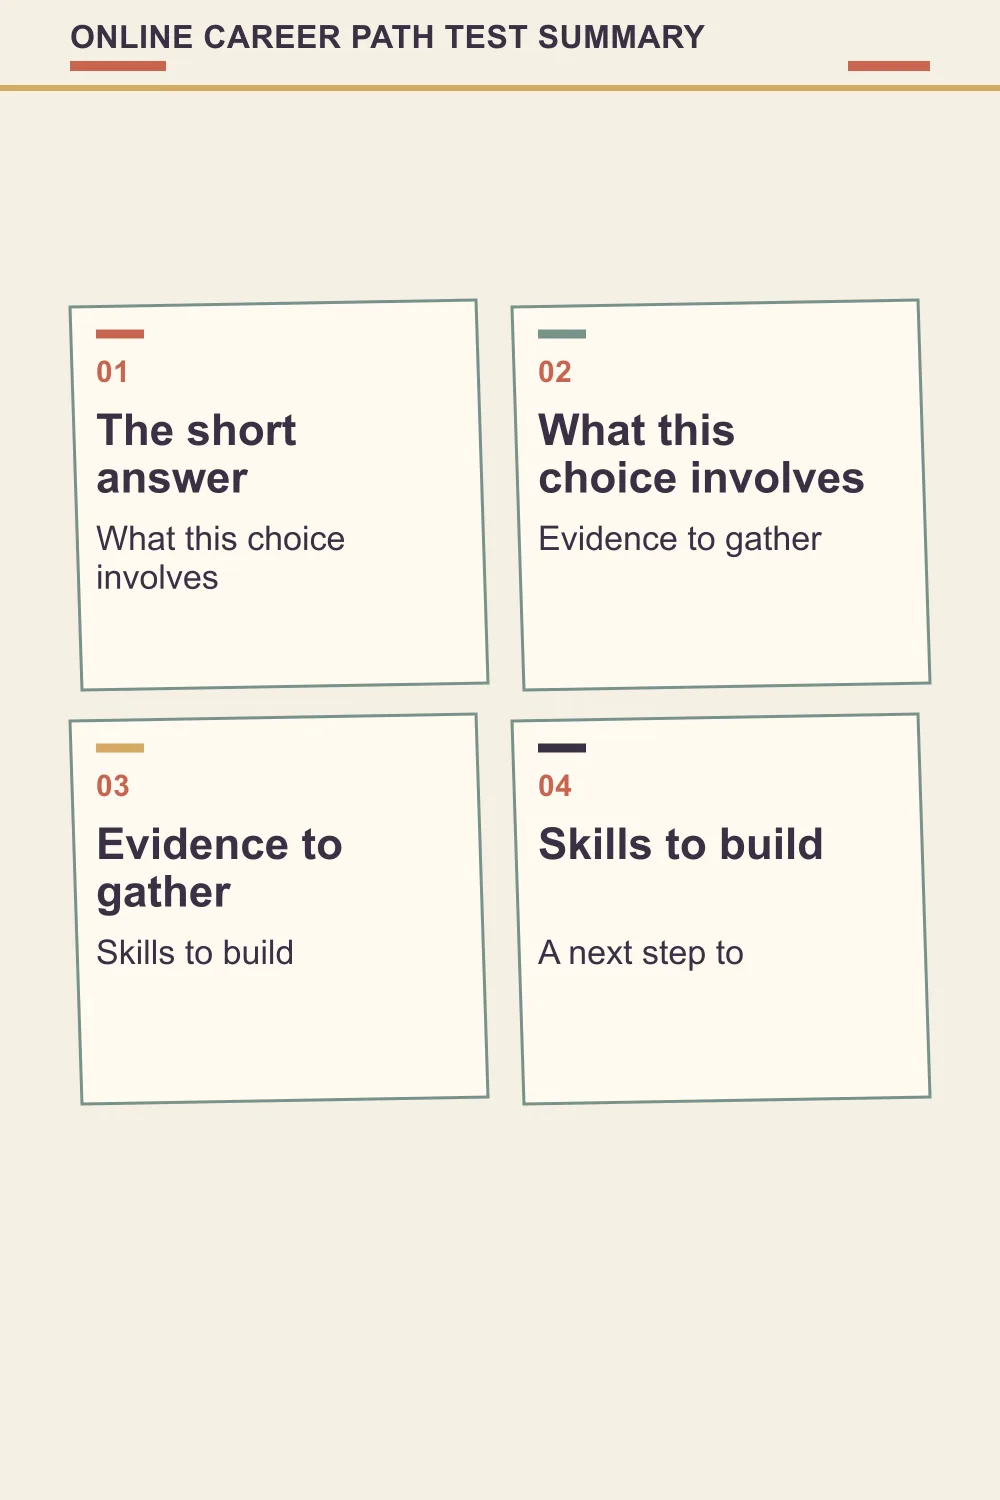 ONLINE CAREER PATH TEST SUMMARY
01
The short
answer
What this choice
involves
02
What this
choice involves
Evidence to gather
03
Evidence to
gather
Skills to build
04
Skills to build
A next step to